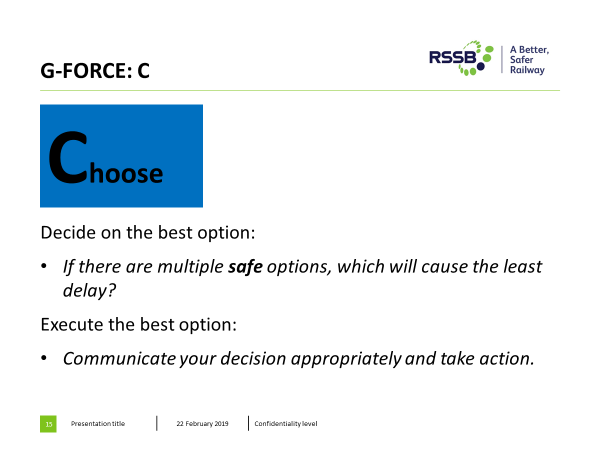 G-FORCE: C
RSSB
A Better,
Safer
Railway
Choose
Decide on the best option:
• If there are multiple safe options, which will cause the least
delay?
Execute the best option:
• Communicate your decision appropriately and take action.
15 Presentation title 22 February 2019 Confidentiality level